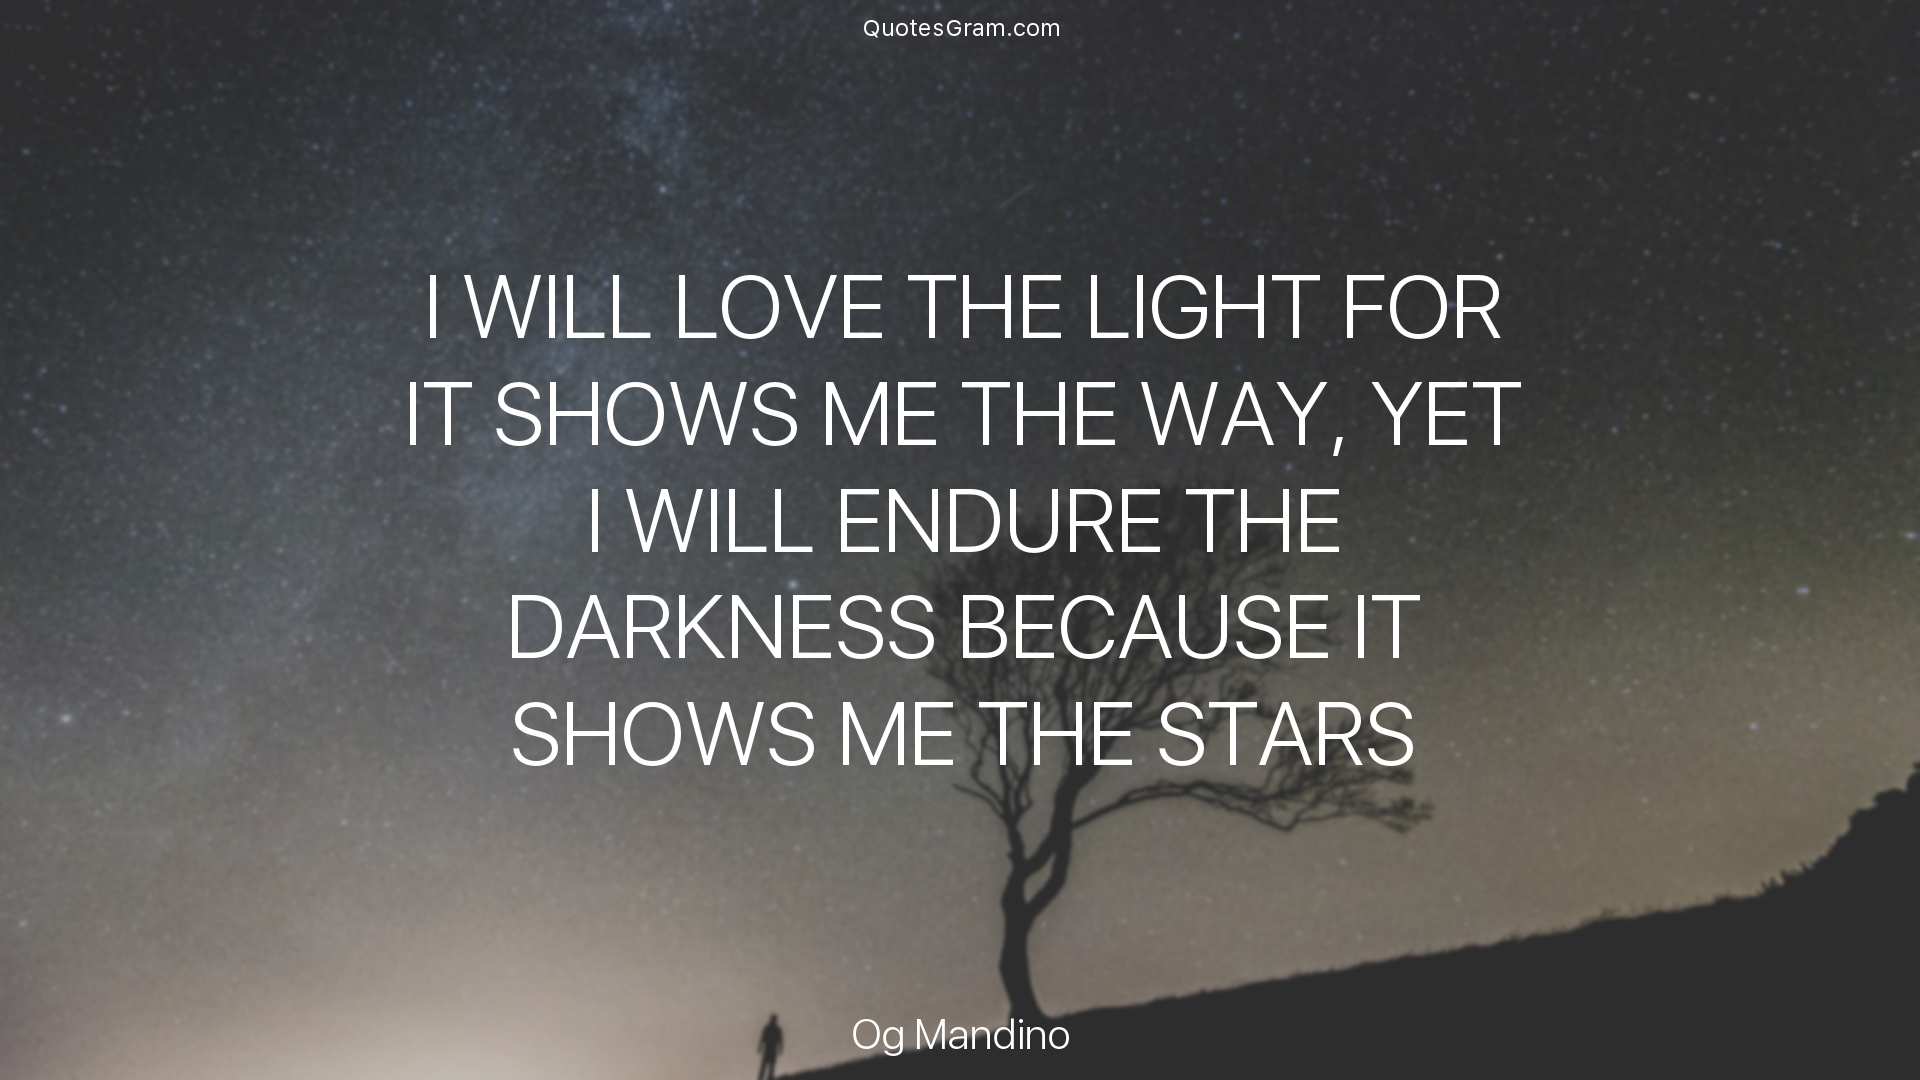 QuotesGram.com
I WILL LOVE THE LIGHT FOR
IT SHOWS ME THE WAY, YET
I WILL ENDURE THE
DARKNESS BECAUSE IT
SHOWS ME THE STARS
Og Mandino